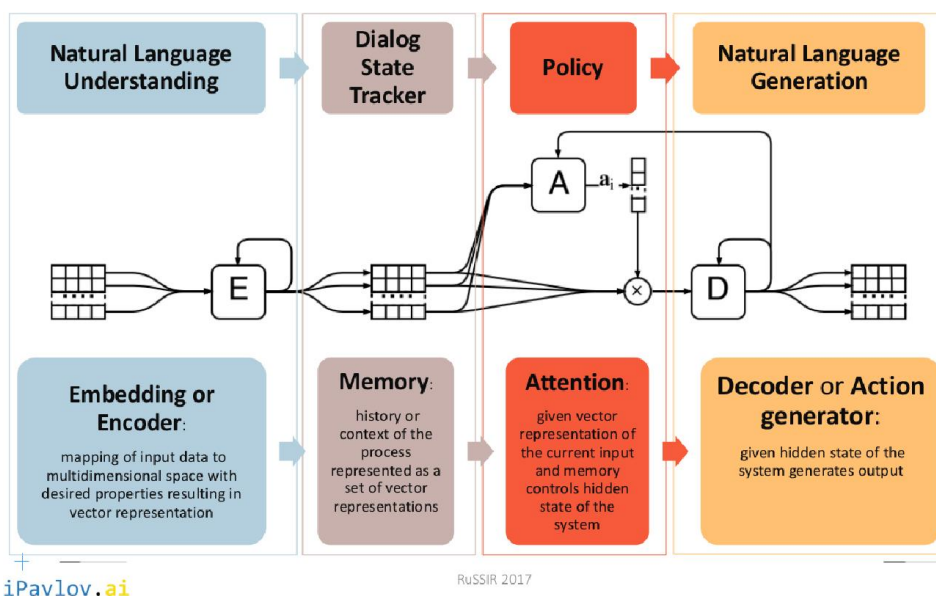 Natural Language
Understanding
Dialog
State
Tracker
Policy
Natural Language
Generation
A
aᵢ
E
×
D
Embedding or
Encoder:
mapping of input data to
multidimensional space with
desired properties resulting in
vector representation
Memory:
history or
context of the
process
represented as a
set of vector
representations
Attention:
given vector
representation of
the current input
and memory
controls hidden
state of the
system
Decoder or Action
generator:
given hidden state of the
system generates output
iPavlov.ai
RuSSIR 2017